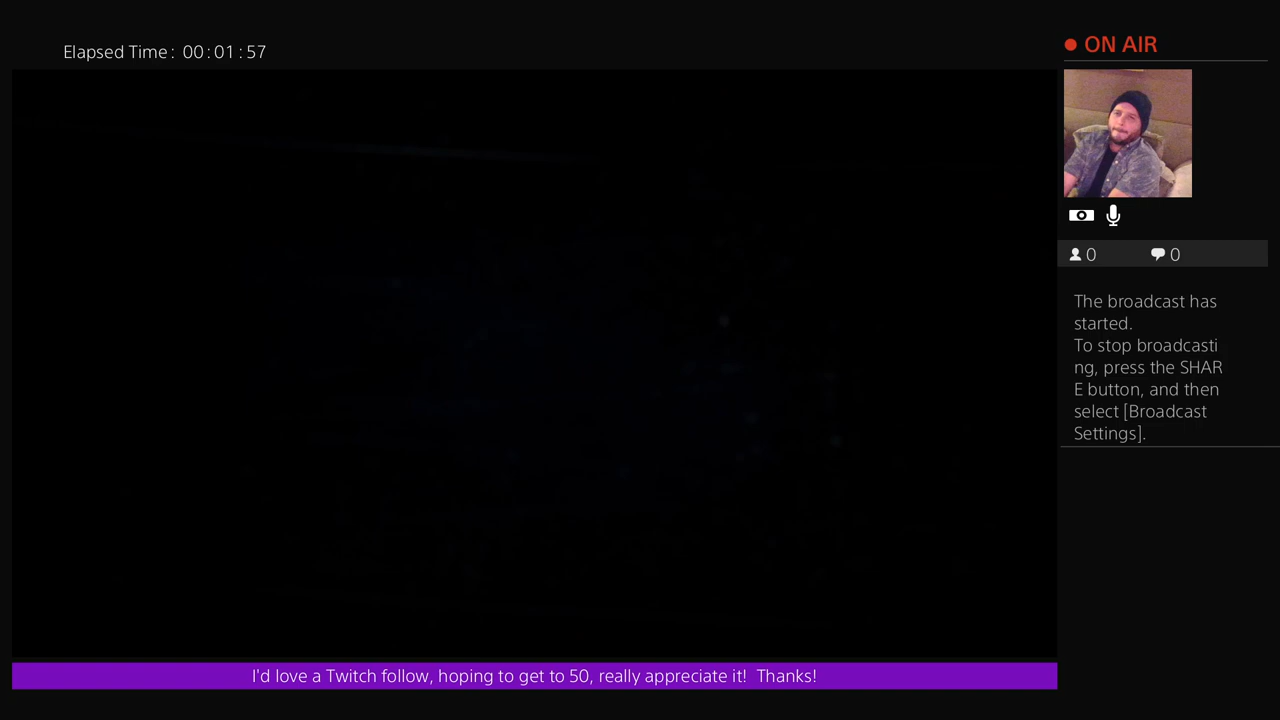 Elapsed Time: 00:01:57
ON AIR
0 0
The broadcast has
started.
To stop broadcasti
ng, press the SHAR
E button, and then
select [Broadcast
Settings].
I'd love a Twitch follow, hoping to get to 50, really appreciate it! Thanks!